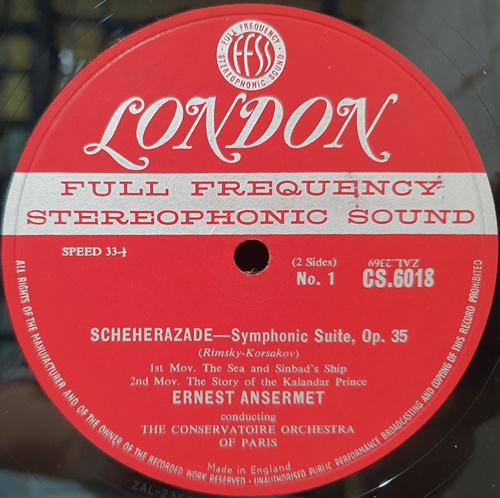 FULL FREQUENCY
STEREOPHONIC SOUND
FFSS
LONDON
FULL FREQUENCY
STEREOPHONIC SOUND
SPEED 33-⅓
(2 Sides)
No. 1
ZAL.2369
CS.6018
SCHEHERAZADE—Symphonic Suite, Op. 35
(Rimsky-Korsakov)
1st Mov. The Sea and Sinbad's Ship
2nd Mov. The Story of the Kalandar Prince
ERNEST ANSERMET
conducting
THE CONSERVATOIRE ORCHESTRA
OF PARIS
Made in England
ALL RIGHTS OF THE MANUFACTURER AND OF THE OWNER OF THE RECORDED WORK RESERVED · UNAUTHORISED PUBLIC PERFORMANCE BROADCASTING AND COPYING OF THIS RECORD PROHIBITED